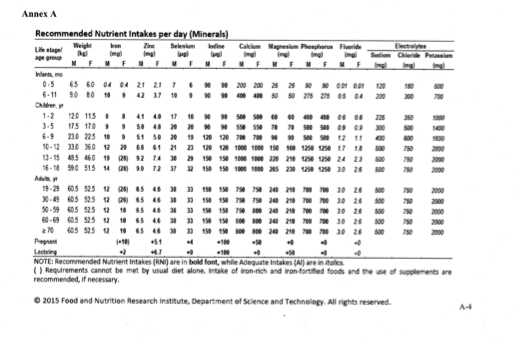 Annex A
Recommended Nutrient Intakes per day (Minerals)
Life stage/ Weight Iron Zinc Selenium Iodine Calcium Magnesium Phosphorus Fluoride Electrolytes
age group (kg) (mg) (mg) (µg) (µg) (mg) (mg) (mg) (mg) Sodium Chloride Potassium
M F M F M F M F M F M F M F M F M F (mg) (mg) (mg)
Infants, mo
0-5 6.5 6.0 0.4 0.4 2.1 2.1 7 6 90 90 200 200 26 26 90 90 0.01 0.01 120 180 500
6-11 9.0 8.0 10 9 4.2 3.7 10 9 90 90 400 400 50 50 275 275 0.5 0.4 200 300 700
Children, yr
1-2 12.0 11.5 8 8 4.1 4.0 17 16 90 90 500 500 60 60 460 460 0.6 0.6 225 350 1000
3-5 17.5 17.0 9 9 5.0 4.8 20 20 90 90 550 550 70 70 500 500 0.9 0.9 300 500 1400
6-9 23.0 22.5 10 9 5.1 5.0 20 19 120 120 700 700 90 90 500 500 1.2 1.1 400 600 1600
10-12 33.0 36.0 12 20 6.6 6.1 21 23 120 120 1000 1000 150 160 1250 1250 1.7 1.8 500 750 2000
13-15 48.5 46.0 19 (28) 9.2 7.4 30 29 150 150 1000 1000 220 210 1250 1250 2.4 2.3 500 750 2000
16-18 59.0 51.5 14 (28) 9.0 7.2 37 32 150 150 1000 1000 265 230 1250 1250 3.0 2.6 500 750 2000
Adults, yr
19-29 60.5 52.5 12 (28) 6.5 4.6 38 33 150 150 750 750 240 210 700 700 3.0 2.6 500 750 2000
30-49 60.5 52.5 12 (28) 6.5 4.6 38 33 150 150 750 750 240 210 700 700 3.0 2.6 500 750 2000
50-59 60.5 52.5 12 10 6.5 4.6 38 33 150 150 750 800 240 210 700 700 3.0 2.6 500 750 2000
60-69 60.5 52.5 12 10 6.5 4.6 38 33 150 150 800 800 240 210 700 700 3.0 2.6 500 750 2000
≥ 70 60.5 52.5 12 10 6.5 4.6 38 33 150 150 800 800 240 210 700 700 3.0 2.6 500 750 2000
Pregnant (+10) +5.1 +4 +100 +50 +0 +0 +0
Lactating +2 +6.7 +9 +100 +0 +50 +0 +0
NOTE: Recommended Nutrient Intakes (RNI) are in bold font, while Adequate Intakes (AI) are in italics.
( ) Requirements cannot be met by usual diet alone. Intake of iron-rich and iron-fortified foods and the use of supplements are
recommended, if necessary.
© 2015 Food and Nutrition Research Institute, Department of Science and Technology. All rights reserved.
A-4